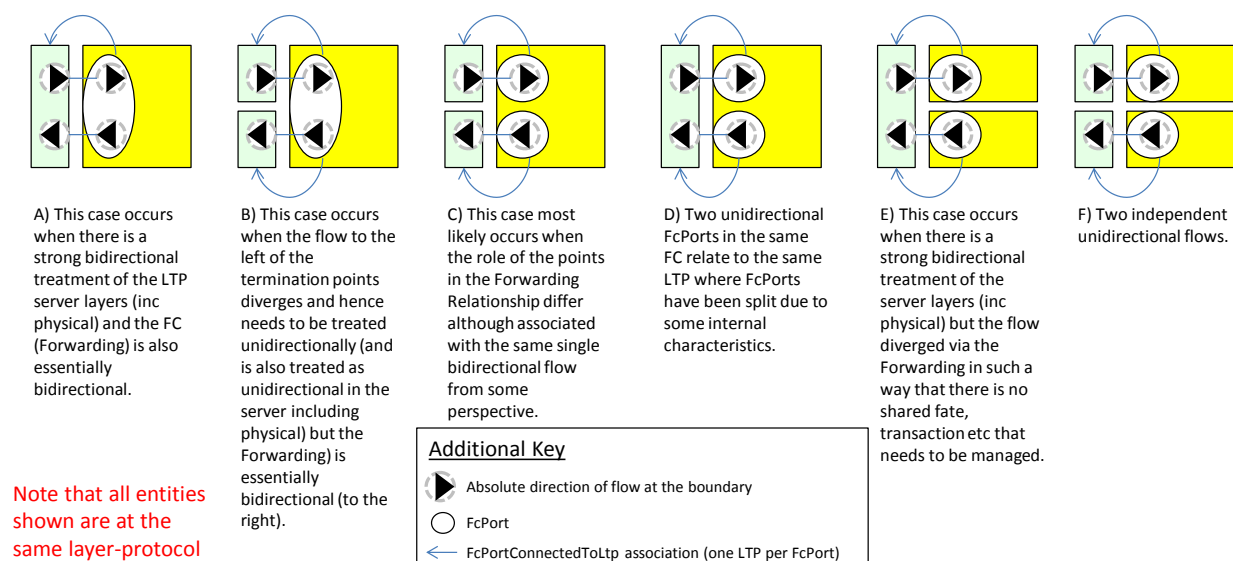 A) This case occurs
when there is a
strong bidirectional
treatment of the LTP
server layers (inc
physical) and the FC
(Forwarding) is also
essentially
bidirectional.
B) This case occurs
when the flow to the
left of the
termination points
diverges and hence
needs to be treated
unidirectionally (and
is also treated as
unidirectional in the
server including
physical) but the
Forwarding) is
essentially
bidirectional (to the
right).
C) This case most
likely occurs when
the role of the points
in the Forwarding
Relationship differ
although associated
with the same single
bidirectional flow
from some
perspective.
D) Two unidirectional
FcPorts in the same
FC relate to the same
LTP where FcPorts
have been split due to
some internal
characteristics.
E) This case occurs
when there is a
strong bidirectional
treatment of the
server layers (inc
physical) but the flow
diverged via the
Forwarding in such a
way that there is no
shared fate,
transaction etc that
needs to be managed.
F) Two independent
unidirectional flows.
Note that all entities
shown are at the
same layer-protocol
Additional Key
Absolute direction of flow at the boundary
FcPort
FcPortConnectedToLtp association (one LTP per FcPort)